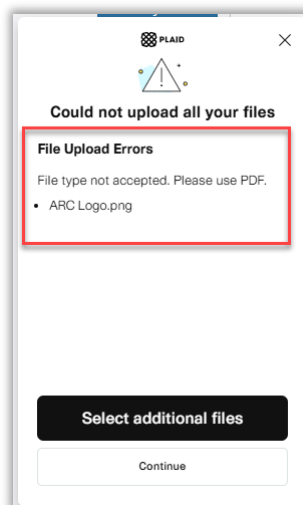 PLAID
Could not upload all your files
File Upload Errors
File type not accepted. Please use PDF.
• ARC Logo.png
Select additional files
Continue